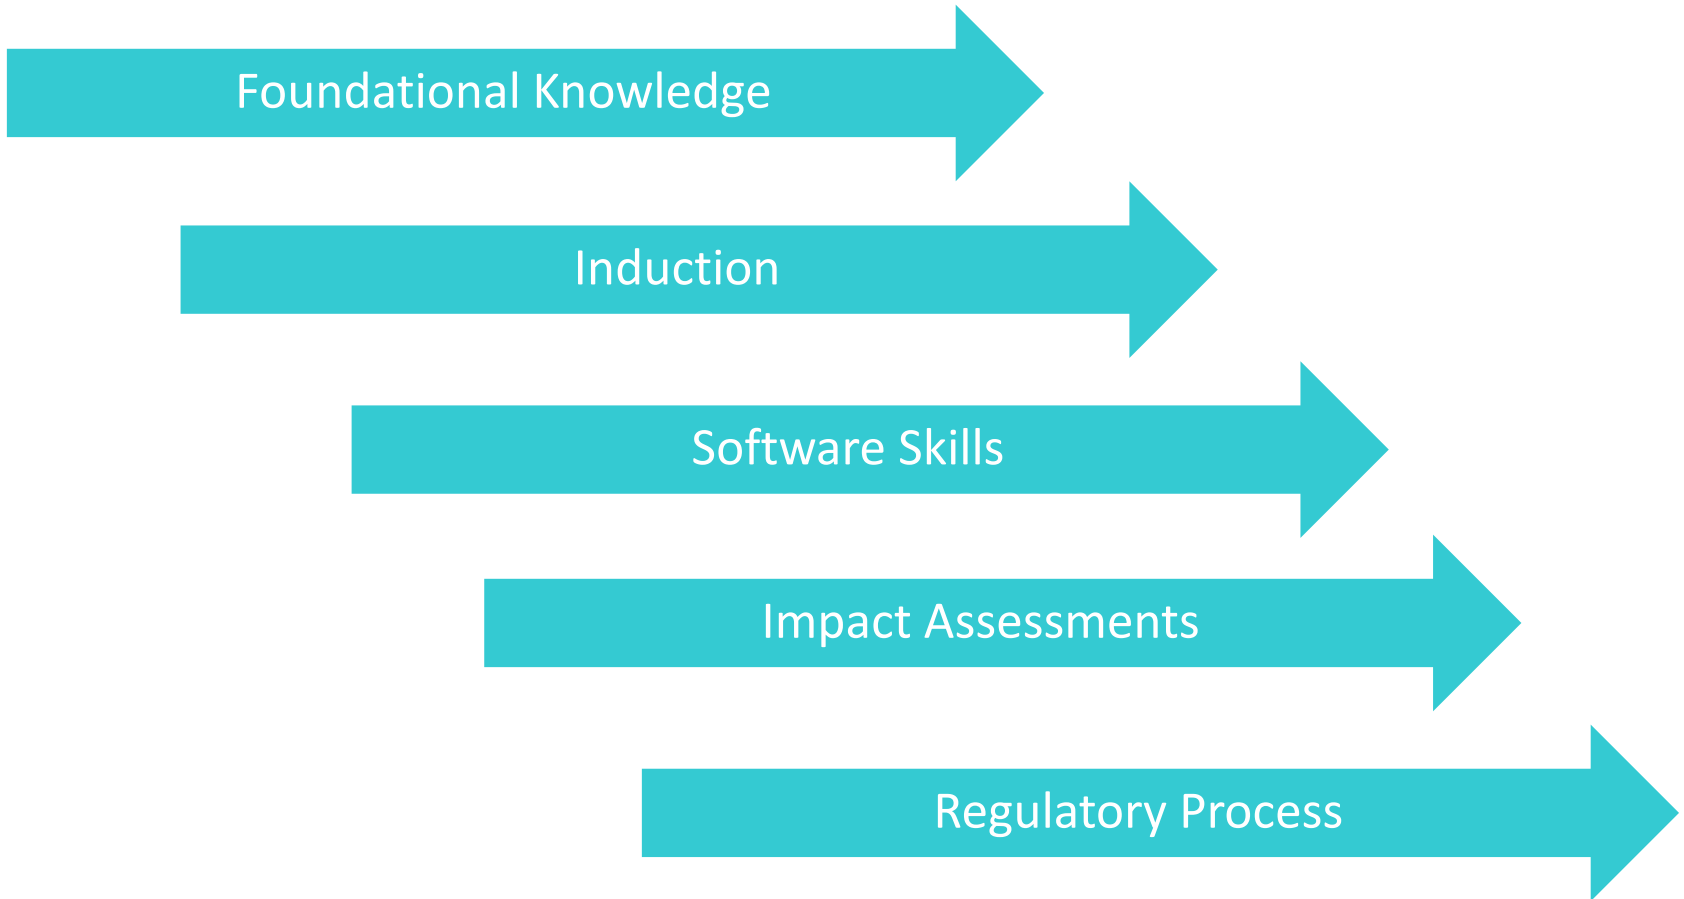 Foundational Knowledge
Induction
Software Skills
Impact Assessments
Regulatory Process